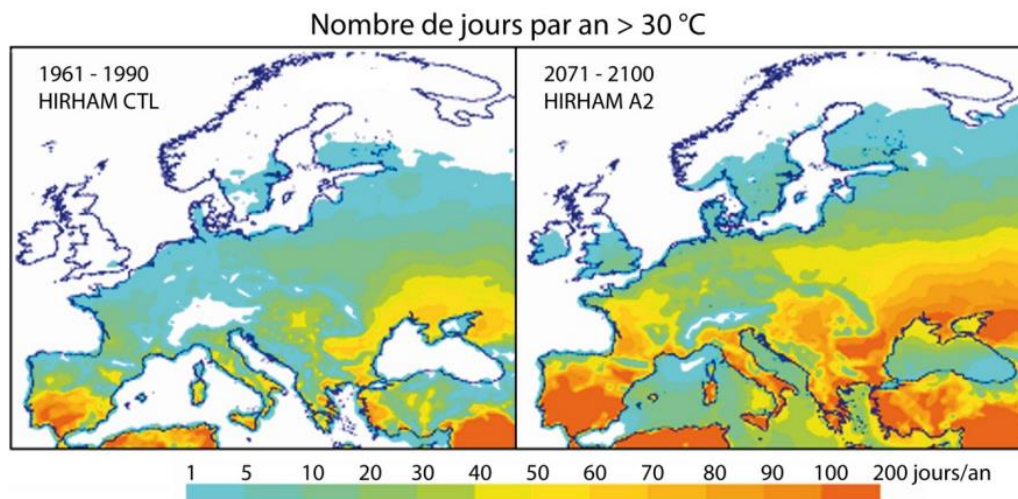 Nombre de jours par an > 30 °C
1961 - 1990
HIRHAM CTL
2071 - 2100
HIRHAM A2
1 5 10 20 30 40 50 60 70 80 90 100 200 jours/an